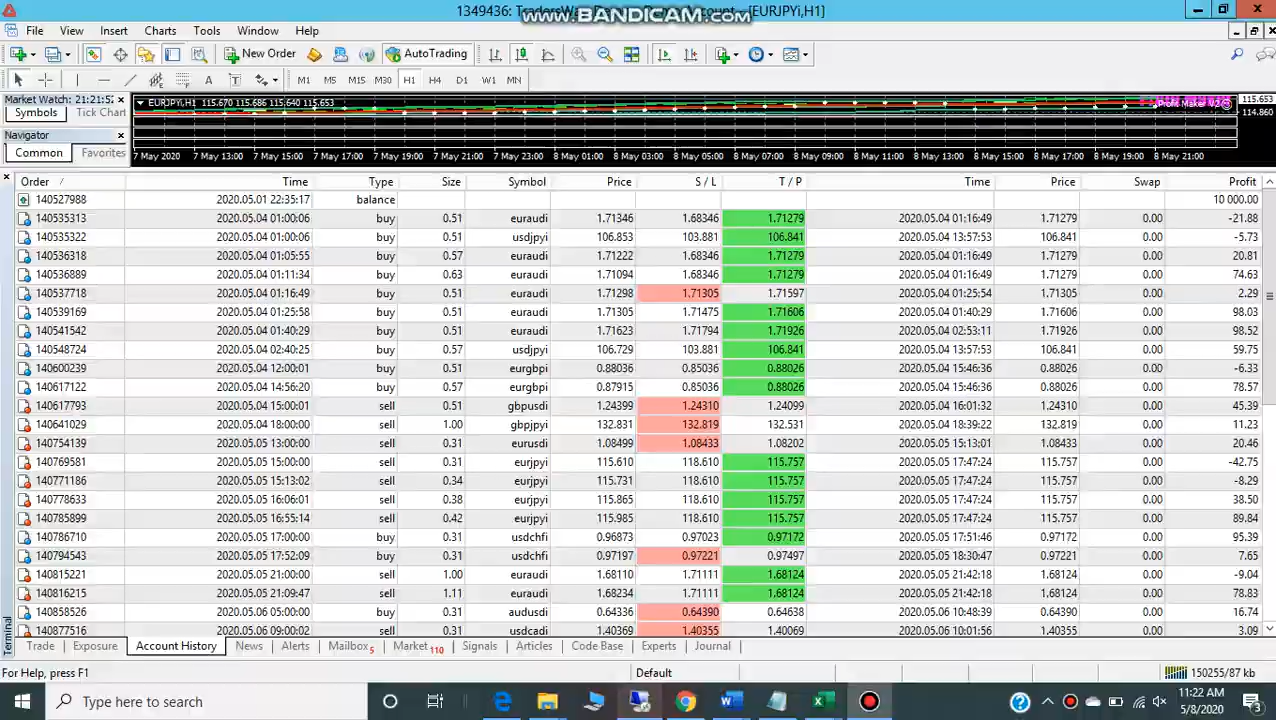 1349436: TradersWay-Demo - Demo Account - [EURJPYi,H1]
www.BANDICAM.com
File View Insert Charts Tools Window Help
New Order AutoTrading
A T M1 M5 M15 M30 H1 H4 D1 W1 MN
Market Watch: 21:21:52
Symbols Tick Chart
Navigator
Common Favorites
EURJPYi,H1 115.670 115.686 115.640 115.653
Profit Maker V2
115.653
114.860
7 May 2020 7 May 13:00 7 May 15:00 7 May 17:00 7 May 19:00 7 May 21:00 7 May 23:00 8 May 01:00 8 May 03:00 8 May 05:00 8 May 07:00 8 May 09:00 8 May 11:00 8 May 13:00 8 May 15:00 8 May 17:00 8 May 19:00 8 May 21:00
Order / Time Type Size Symbol Price S / L T / P Time Price Swap Profit
140527988 2020.05.01 22:35:17 balance 10 000.00
140535313 2020.05.04 01:00:06 buy 0.51 euraudi 1.71346 1.68346 1.71279 2020.05.04 01:16:49 1.71279 0.00 -21.88
140535322 2020.05.04 01:00:06 buy 0.51 usdjpyi 106.853 103.881 106.841 2020.05.04 13:57:53 106.841 0.00 -5.73
140536318 2020.05.04 01:05:55 buy 0.57 euraudi 1.71222 1.68346 1.71279 2020.05.04 01:16:49 1.71279 0.00 20.81
140536889 2020.05.04 01:11:34 buy 0.63 euraudi 1.71094 1.68346 1.71279 2020.05.04 01:16:49 1.71279 0.00 74.63
140537718 2020.05.04 01:16:49 buy 0.51 euraudi 1.71298 1.71305 1.71597 2020.05.04 01:25:54 1.71305 0.00 2.29
140539169 2020.05.04 01:25:58 buy 0.51 euraudi 1.71305 1.71475 1.71606 2020.05.04 01:40:29 1.71606 0.00 98.03
140541542 2020.05.04 01:40:29 buy 0.51 euraudi 1.71623 1.71794 1.71926 2020.05.04 02:53:11 1.71926 0.00 98.52
140548724 2020.05.04 02:40:25 buy 0.57 usdjpyi 106.729 103.881 106.841 2020.05.04 13:57:53 106.841 0.00 59.75
140600239 2020.05.04 12:00:01 buy 0.51 eurgbpi 0.88036 0.85036 0.88026 2020.05.04 15:46:36 0.88026 0.00 -6.33
140617122 2020.05.04 14:56:20 buy 0.57 eurgbpi 0.87915 0.85036 0.88026 2020.05.04 15:46:36 0.88026 0.00 78.57
140617793 2020.05.04 15:00:01 sell 0.51 gbpusdi 1.24399 1.24310 1.24099 2020.05.04 16:01:32 1.24310 0.00 45.39
140641029 2020.05.04 18:00:00 sell 1.00 gbpjpyi 132.831 132.819 132.531 2020.05.04 18:39:22 132.819 0.00 11.23
140754139 2020.05.05 13:00:00 sell 0.31 eurusdi 1.08499 1.08433 1.08202 2020.05.05 15:13:01 1.08433 0.00 20.46
140769581 2020.05.05 15:00:00 sell 0.31 eurjpyi 115.610 118.610 115.757 2020.05.05 17:47:24 115.757 0.00 -42.75
140771186 2020.05.05 15:13:02 sell 0.34 eurjpyi 115.731 118.610 115.757 2020.05.05 17:47:24 115.757 0.00 -8.29
140778633 2020.05.05 16:06:01 sell 0.38 eurjpyi 115.865 118.610 115.757 2020.05.05 17:47:24 115.757 0.00 38.50
140785899 2020.05.05 16:55:14 sell 0.42 eurjpyi 115.985 118.610 115.757 2020.05.05 17:47:24 115.757 0.00 89.84
140786710 2020.05.05 17:00:00 buy 0.31 usdchfi 0.96873 0.97023 0.97172 2020.05.05 17:51:46 0.97172 0.00 95.39
140794543 2020.05.05 17:52:09 buy 0.31 usdchfi 0.97197 0.97221 0.97497 2020.05.05 18:30:47 0.97221 0.00 7.65
140815221 2020.05.05 21:00:00 sell 1.00 euraudi 1.68110 1.71111 1.68124 2020.05.05 21:42:18 1.68124 0.00 -9.04
140816215 2020.05.05 21:09:47 sell 1.11 euraudi 1.68234 1.71111 1.68124 2020.05.05 21:42:18 1.68124 0.00 78.83
140858526 2020.05.06 05:00:00 buy 0.31 audusdi 0.64336 0.64390 0.64638 2020.05.06 10:48:39 0.64390 0.00 16.74
140877516 2020.05.06 09:00:02 sell 0.31 usdcadi 1.40369 1.40355 1.40069 2020.05.06 10:01:56 1.40355 0.00 3.09
Terminal
Trade Exposure Account History News Alerts Mailbox 5 Market 110 Signals Articles Code Base Experts Journal
For Help, press F1 Default 150255/87 kb
Type here to search
11:22 AM
5/8/2020
3